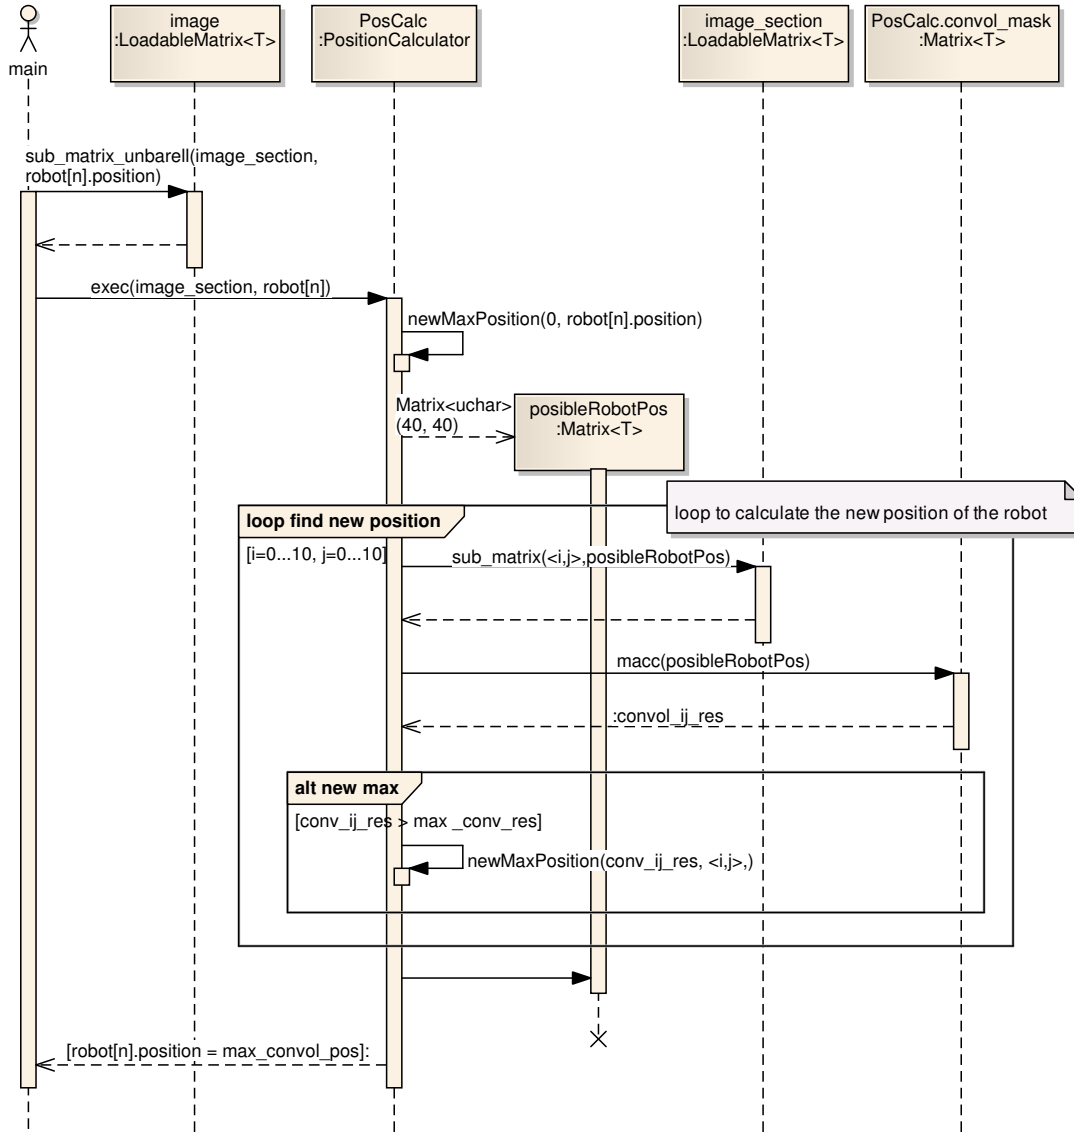 image
:LoadableMatrix<T>
PosCalc
:PositionCalculator
image_section
:LoadableMatrix<T>
PosCalc.convol_mask
:Matrix<T>
main
sub_matrix_unbarell(image_section,
robot[n].position)
exec(image_section, robot[n])
newMaxPosition(0, robot[n].position)
Matrix<uchar>
(40, 40)
posibleRobotPos
:Matrix<T>
loop to calculate the new position of the robot
loop find new position
[i=0...10, j=0...10]
sub_matrix(<i,j>,posibleRobotPos)
macc(posibleRobotPos)
:convol_ij_res
alt new max
[conv_ij_res > max _conv_res]
newMaxPosition(conv_ij_res, <i,j>,)
[robot[n].position = max_convol_pos]: